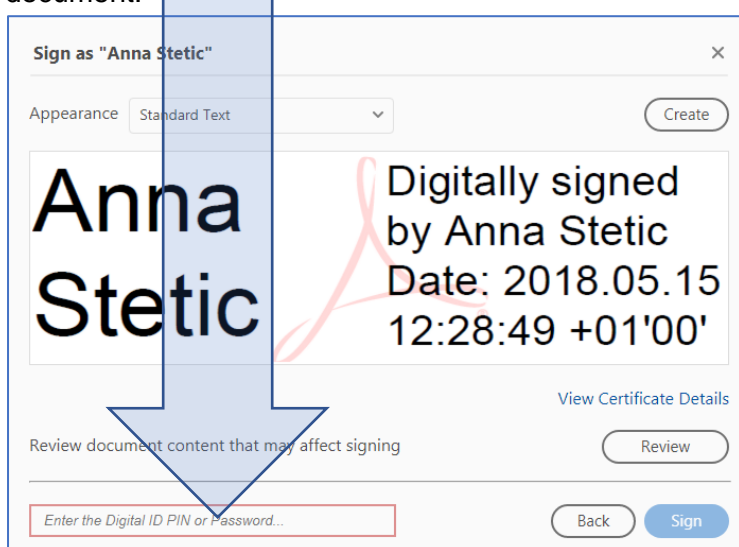 document.
Sign as "Anna Stetic"
Appearance Standard Text Create
Anna
Stetic
Digitally signed
by Anna Stetic
Date: 2018.05.15
12:28:49 +01'00'
View Certificate Details
Review document content that may affect signing Review
Enter the Digital ID PIN or Password... Back Sign